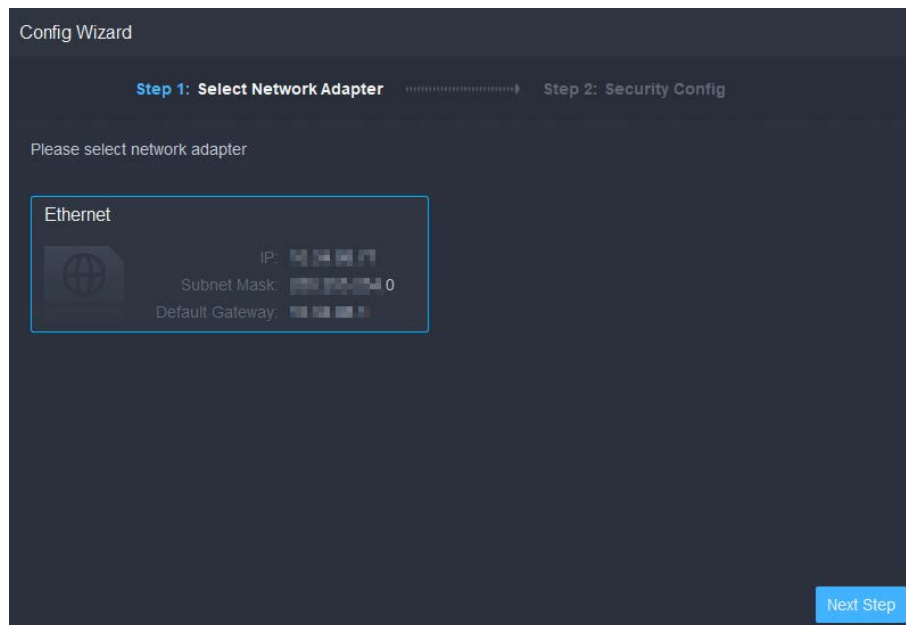 Config Wizard
Step 1: Select Network Adapter Step 2: Security Config
Please select network adapter
Ethernet
IP:
Subnet Mask: 0
Default Gateway:
Next Step